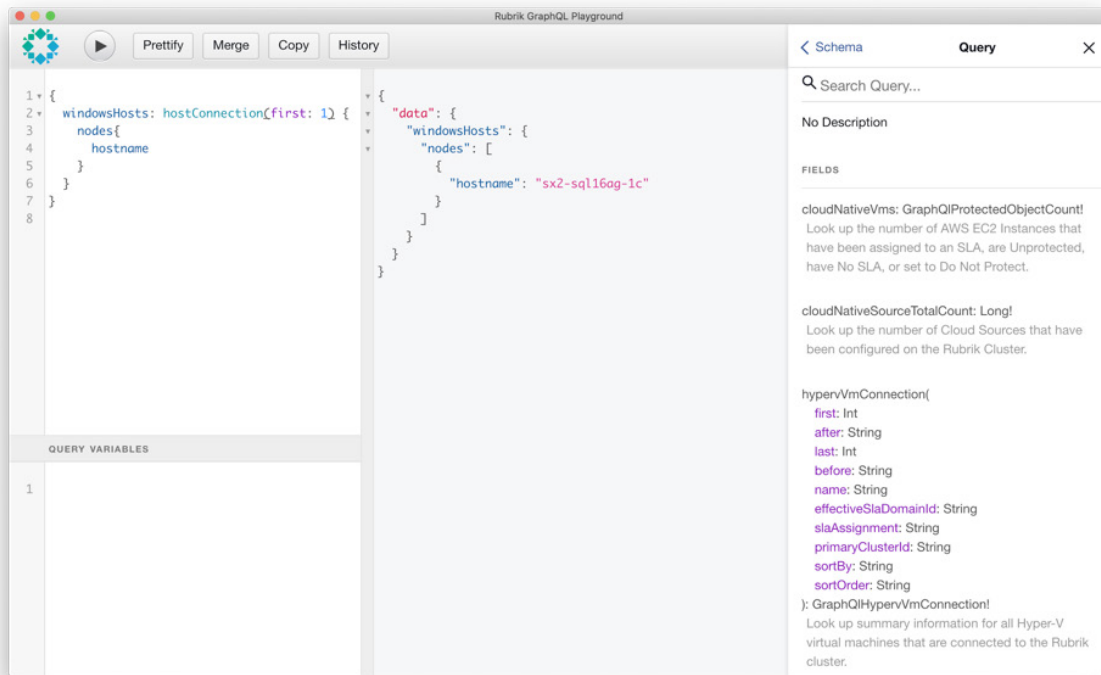 Rubrik GraphQL Playground
Prettify
Merge
Copy
History
1 {
2 windowsHosts: hostConnection(first: 1) {
3 nodes{
4 hostname
5 }
6 }
7 }
8
QUERY VARIABLES
1
{
"data": {
"windowsHosts": {
"nodes": [
{
"hostname": "sx2-sql16ag-1c"
}
]
}
}
}
Schema
Query
Search Query...
No Description
FIELDS
cloudNativeVms: GraphQlProtectedObjectCount!
Look up the number of AWS EC2 Instances that
have been assigned to an SLA, are Unprotected,
have No SLA, or set to Do Not Protect.
cloudNativeSourceTotalCount: Long!
Look up the number of Cloud Sources that have
been configured on the Rubrik Cluster.
hypervVmConnection(
first: Int
after: String
last: Int
before: String
name: String
effectiveSlaDomainId: String
slaAssignment: String
primaryClusterId: String
sortBy: String
sortOrder: String
): GraphQlHypervVmConnection!
Look up summary information for all Hyper-V
virtual machines that are connected to the Rubrik
cluster.